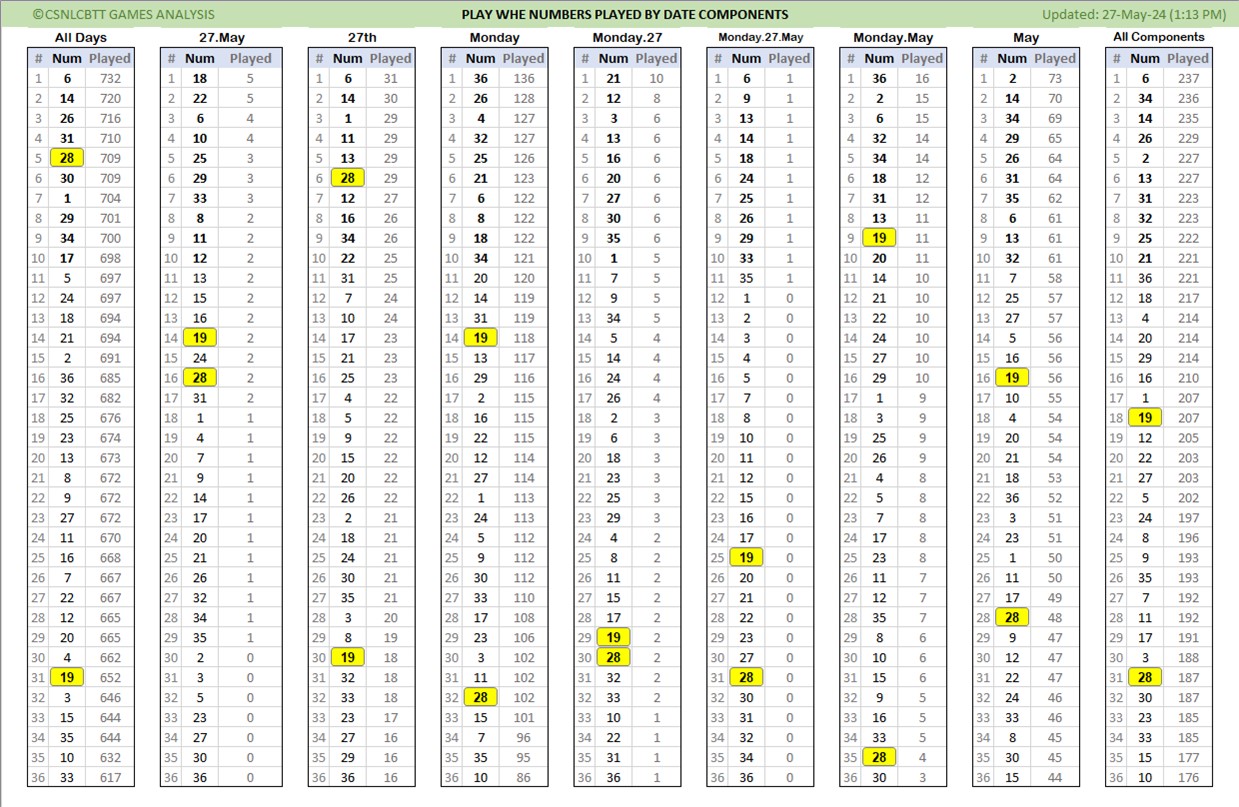 ©CSNLCBTT GAMES ANALYSIS PLAY WHE NUMBERS PLAYED BY DATE COMPONENTS Updated: 27-May-24 (1:13 PM)
All Days 27.May 27th Monday Monday.27 Monday.27.May Monday.May May All Components
# Num Played # Num Played # Num Played # Num Played # Num Played # Num Played # Num Played # Num Played # Num Played
1 6 732 1 18 5 1 6 31 1 36 136 1 21 10 1 6 1 1 36 16 1 2 73 1 6 237
2 14 720 2 22 5 2 14 30 2 26 128 2 12 8 2 9 1 2 2 15 2 14 70 2 34 236
3 26 716 3 6 4 3 1 29 3 4 127 3 3 6 3 13 1 3 6 15 3 34 69 3 14 235
4 31 710 4 10 4 4 11 29 4 32 127 4 13 6 4 14 1 4 32 14 4 29 65 4 26 229
5 28 709 5 25 3 5 13 29 5 25 126 5 16 6 5 18 1 5 34 14 5 26 64 5 2 227
6 30 709 6 29 3 6 28 29 6 21 123 6 20 6 6 24 1 6 18 12 6 31 64 6 13 227
7 1 704 7 33 3 7 12 27 7 6 122 7 27 6 7 25 1 7 31 12 7 35 62 7 31 223
8 29 701 8 8 2 8 16 26 8 8 122 8 30 6 8 26 1 8 13 11 8 6 61 8 32 223
9 34 700 9 11 2 9 34 26 9 18 122 9 35 6 9 29 1 9 19 11 9 13 61 9 25 222
10 17 698 10 12 2 10 22 25 10 34 121 10 1 5 10 33 1 10 20 11 10 32 61 10 21 221
11 5 697 11 13 2 11 31 25 11 20 120 11 7 5 11 35 1 11 14 10 11 7 58 11 36 221
12 24 697 12 15 2 12 7 24 12 14 119 12 9 5 12 1 0 12 21 10 12 25 57 12 18 217
13 18 694 13 16 2 13 10 24 13 31 119 13 34 5 13 2 0 13 22 10 13 27 57 13 4 214
14 21 694 14 19 2 14 17 23 14 19 118 14 5 4 14 3 0 14 24 10 14 5 56 14 20 214
15 2 691 15 24 2 15 21 23 15 13 117 15 14 4 15 4 0 15 27 10 15 16 56 15 29 214
16 36 685 16 28 2 16 25 23 16 29 116 16 24 4 16 5 0 16 29 10 16 19 56 16 16 210
17 32 682 17 31 2 17 4 22 17 2 115 17 26 4 17 7 0 17 1 9 17 10 55 17 1 207
18 25 676 18 1 1 18 5 22 18 16 115 18 2 3 18 8 0 18 3 9 18 4 54 18 19 207
19 23 674 19 4 1 19 9 22 19 22 115 19 6 3 19 10 0 19 25 9 19 20 54 19 12 205
20 13 673 20 7 1 20 15 22 20 12 114 20 18 3 20 11 0 20 26 9 20 21 54 20 22 203
21 8 672 21 9 1 21 20 22 21 27 114 21 23 3 21 12 0 21 4 8 21 18 53 21 27 203
22 9 672 22 14 1 22 26 22 22 1 113 22 25 3 22 15 0 22 5 8 22 36 52 22 5 202
23 27 672 23 17 1 23 2 21 23 24 113 23 29 3 23 16 0 23 7 8 23 3 51 23 24 197
24 11 670 24 20 1 24 18 21 24 5 112 24 4 2 24 17 0 24 17 8 24 23 51 24 8 196
25 16 668 25 21 1 25 24 21 25 9 112 25 8 2 25 19 0 25 23 8 25 1 50 25 9 193
26 7 667 26 26 1 26 30 21 26 30 112 26 11 2 26 20 0 26 11 7 26 11 50 26 35 193
27 22 667 27 32 1 27 35 21 27 33 110 27 15 2 27 21 0 27 12 7 27 17 49 27 7 192
28 12 665 28 34 1 28 3 20 28 17 108 28 17 2 28 22 0 28 35 7 28 28 48 28 11 192
29 20 665 29 35 1 29 8 19 29 23 106 29 19 2 29 23 0 29 8 6 29 9 47 29 17 191
30 4 662 30 2 0 30 19 18 30 3 102 30 28 2 30 27 0 30 10 6 30 12 47 30 3 188
31 19 652 31 3 0 31 32 18 31 11 102 31 32 2 31 28 0 31 15 6 31 22 47 31 28 187
32 3 646 32 5 0 32 33 18 32 28 102 32 33 2 32 30 0 32 9 5 32 24 46 32 30 187
33 15 644 33 23 0 33 23 17 33 15 101 33 10 1 33 31 0 33 16 5 33 33 46 33 23 185
34 35 644 34 27 0 34 27 16 34 7 96 34 22 1 34 32 0 34 33 5 34 8 45 34 33 185
35 10 632 35 30 0 35 29 16 35 35 95 35 31 1 35 34 0 35 28 4 35 30 45 35 15 177
36 33 617 36 36 0 36 36 16 36 10 86 36 36 1 36 36 0 36 30 3 36 15 44 36 10 176